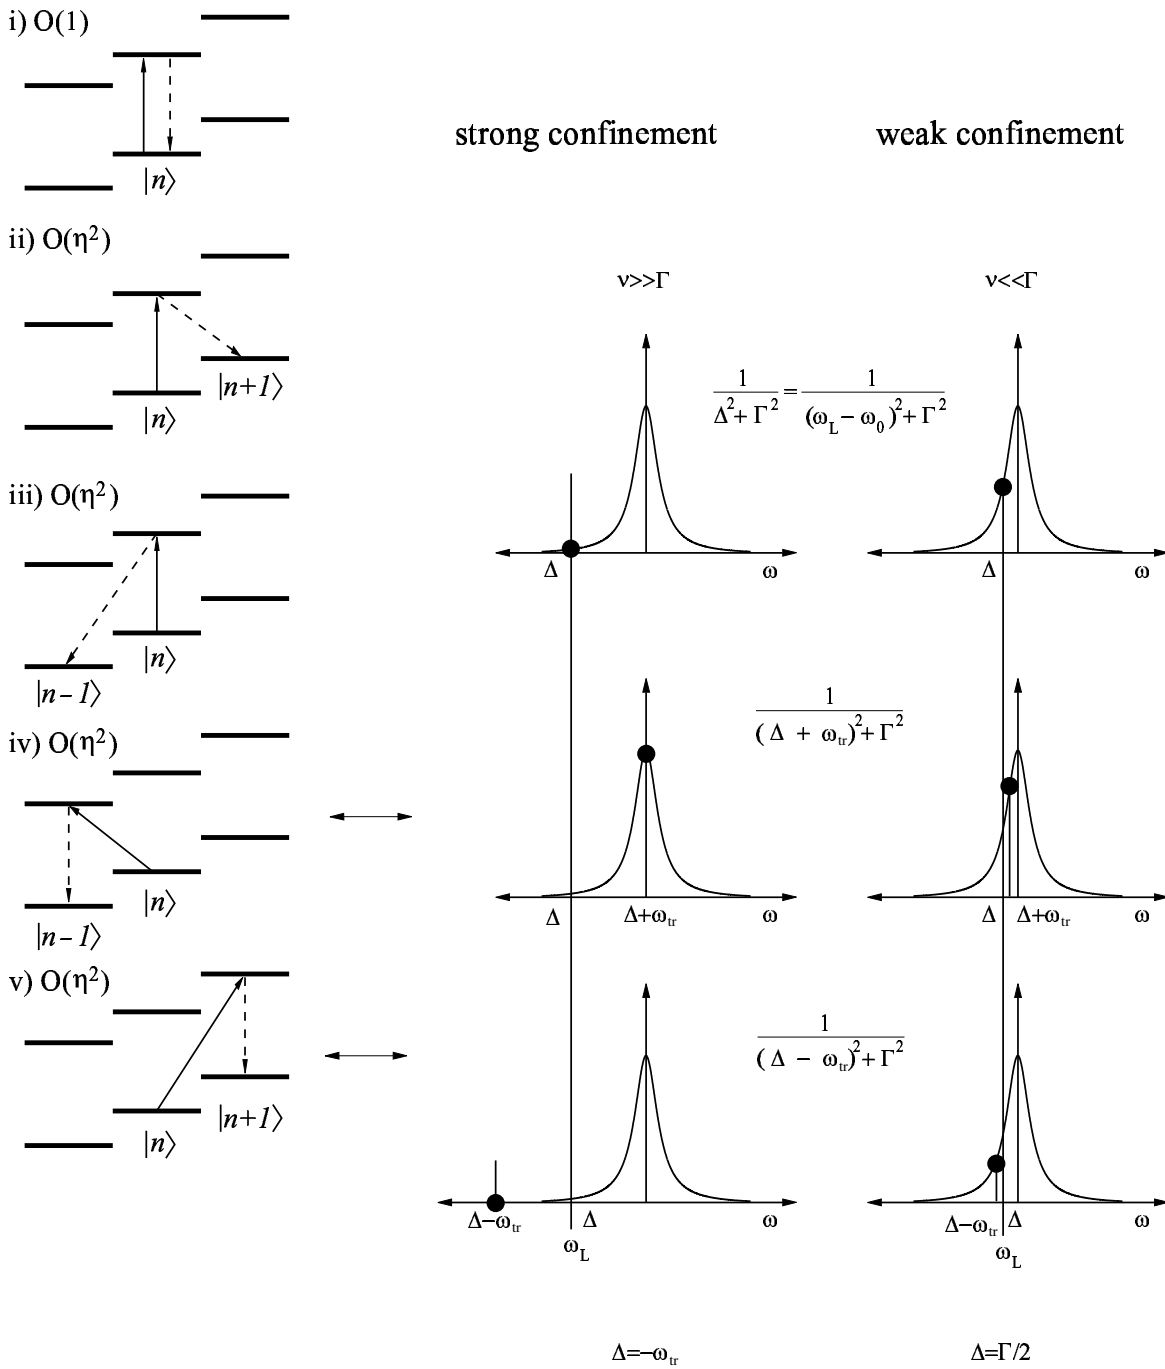 i) O(1)
|n⟩
ii) O(η²)
|n+1⟩
|n⟩
iii) O(η²)
|n⟩
|n−1⟩
iv) O(η²)
|n⟩
|n−1⟩
v) O(η²)
|n+1⟩
|n⟩
strong confinement
weak confinement
ν>>Γ
ν<<Γ
1/(Δ²+Γ²) = 1/((ω_L − ω_0)²+Γ²)
Δ ω
Δ ω
1/((Δ + ω_tr)²+Γ²)
Δ Δ+ω_tr ω
Δ Δ+ω_tr ω
1/((Δ − ω_tr)²+Γ²)
Δ−ω_tr Δ ω
ω_L
Δ−ω_tr Δ ω
ω_L
Δ=−ω_tr
Δ=Γ/2